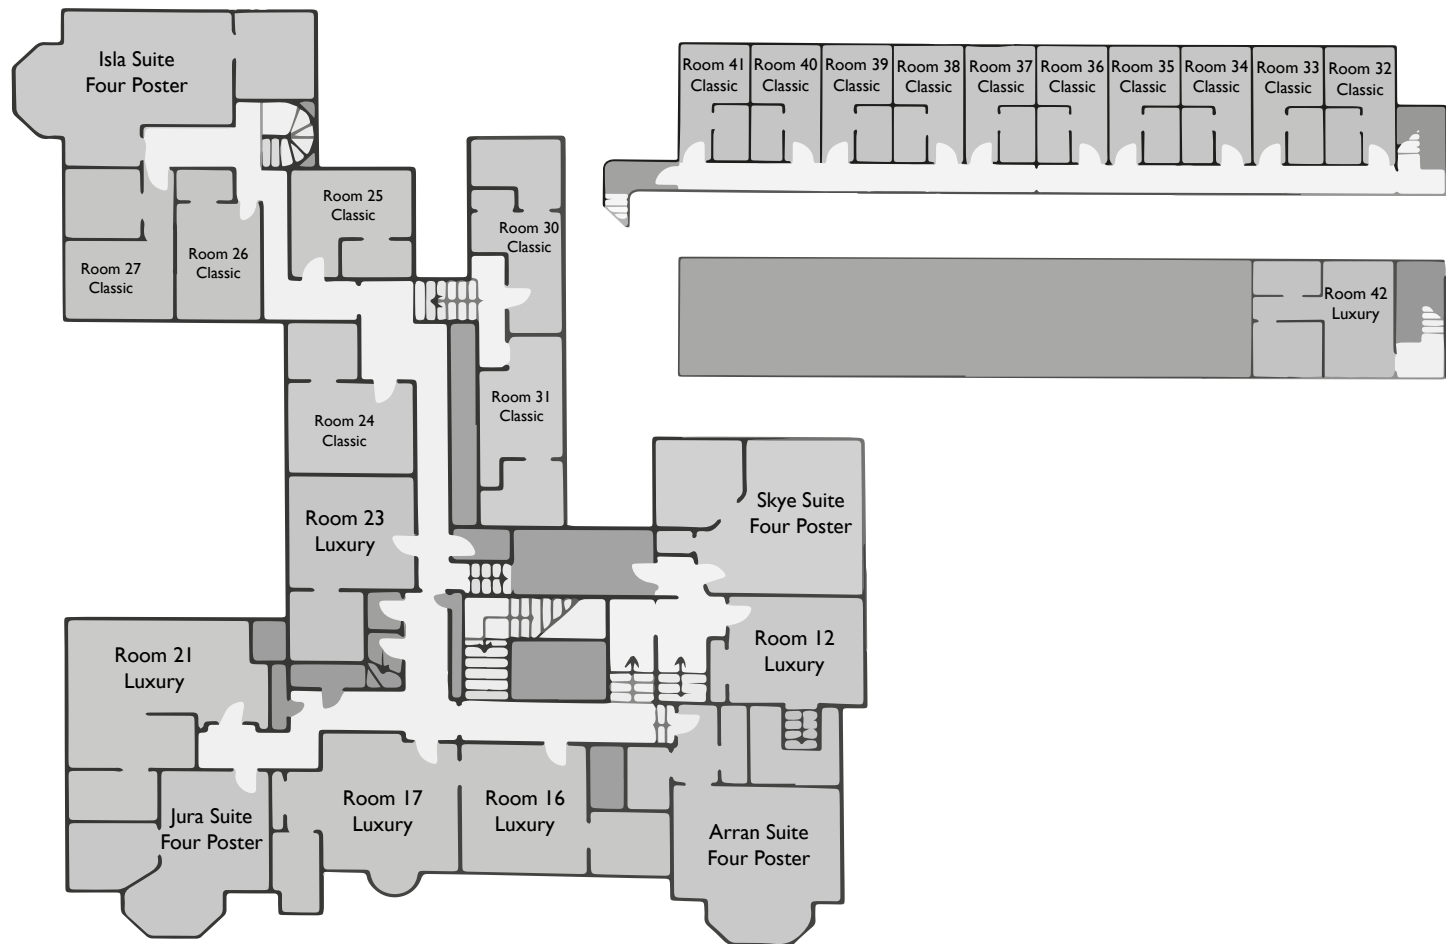 Isla Suite
Four Poster
Room 41
Classic
Room 40
Classic
Room 39
Classic
Room 38
Classic
Room 37
Classic
Room 36
Classic
Room 35
Classic
Room 34
Classic
Room 33
Classic
Room 32
Classic
Room 25
Classic
Room 30
Classic
Room 26
Classic
Room 27
Classic
Room 42
Luxury
Room 31
Classic
Room 24
Classic
Room 23
Luxury
Skye Suite
Four Poster
Room 12
Luxury
Room 21
Luxury
Room 17
Luxury
Room 16
Luxury
Jura Suite
Four Poster
Arran Suite
Four Poster